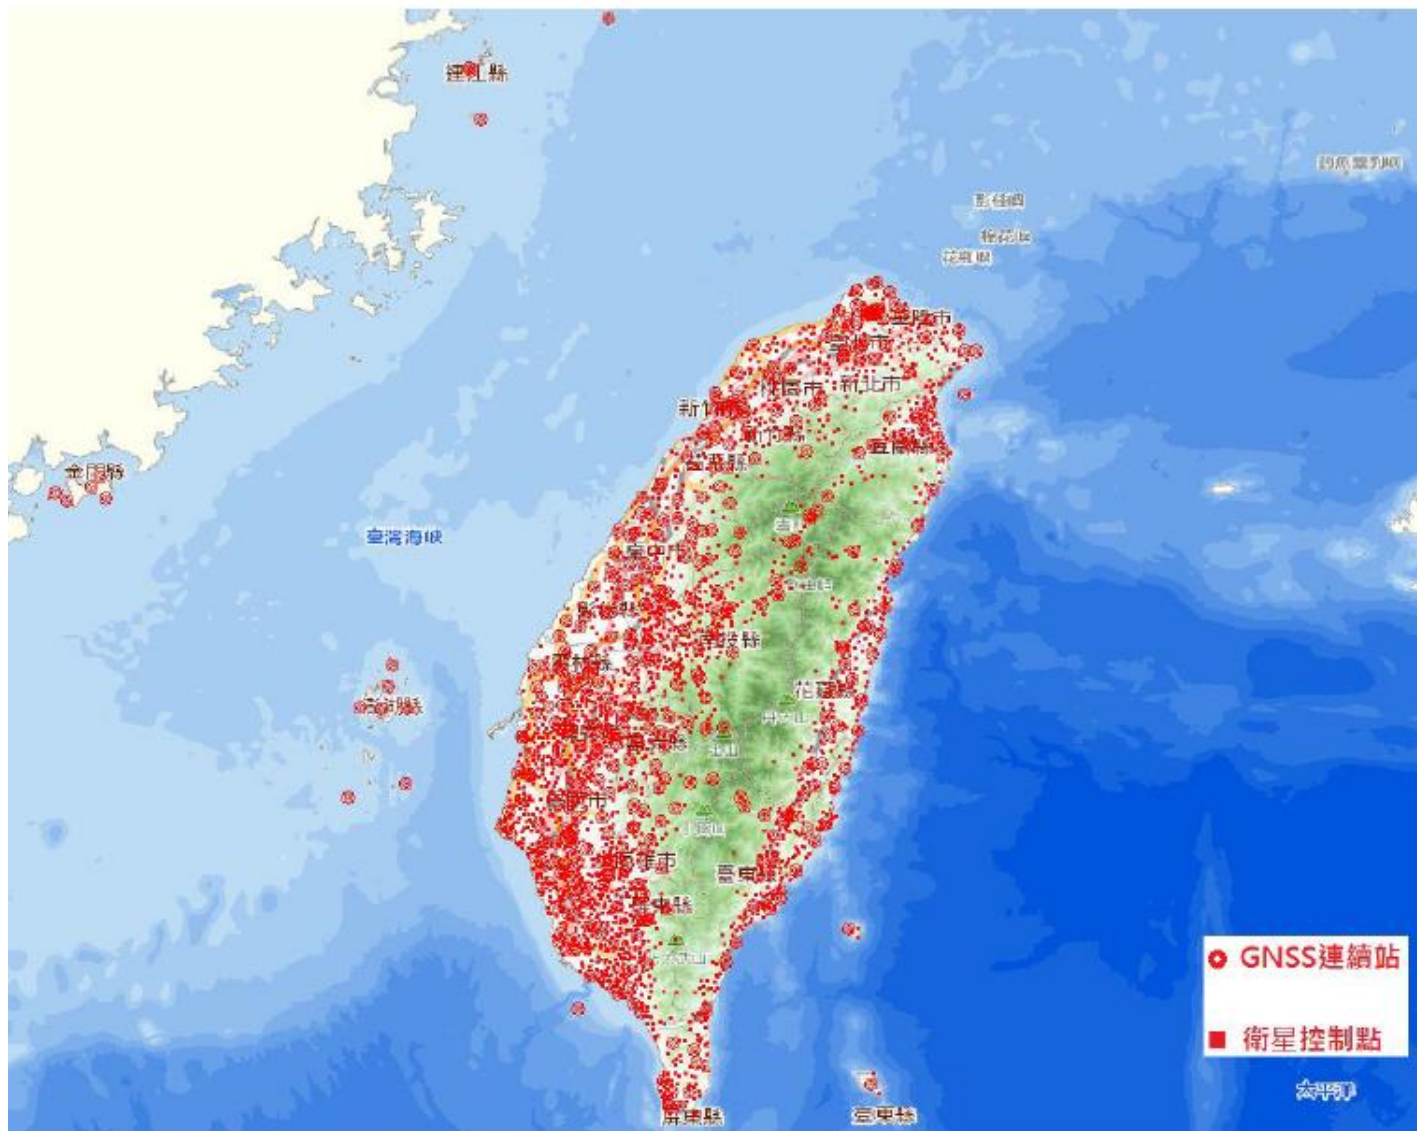 連江縣
釣魚臺列嶼
彭佳嶼
棉花嶼
花瓶嶼
基隆市
臺北市
桃園市
新北市
新竹市
新竹縣
宜蘭縣
苗栗縣
金門縣
臺灣海峽
臺中市
彰化縣
南投縣
雲林縣
花蓮縣
澎湖縣
丹大山
玉山
嘉義縣
臺南市
高雄市
臺東縣
屏東縣
GNSS連續站
衛星控制點
太平洋
屏東縣
臺東縣